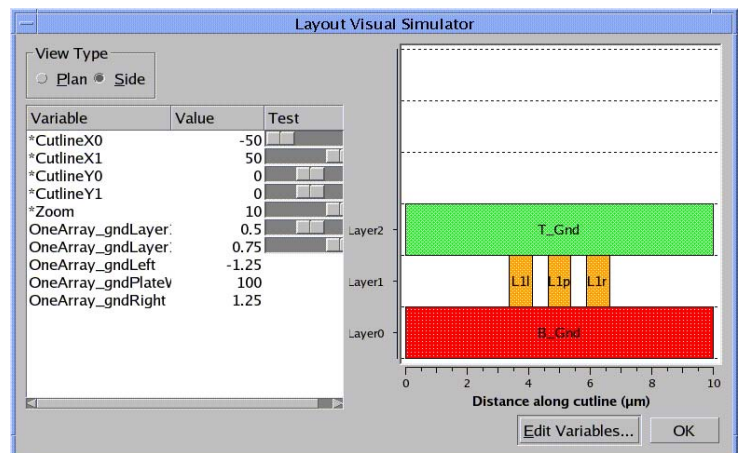 Layout Visual Simulator
View Type
Plan Side
Variable Value Test
*CutlineX0 -50
*CutlineX1 50
*CutlineY0 0
*CutlineY1 0
*Zoom 10
OneArray_gndLayer 0.5
OneArray_gndLayer 0.75
OneArray_gndLeft -1.25
OneArray_gndPlateW 100
OneArray_gndRight 1.25
Layer2
T_Gnd
Layer1
L1l L1p L1r
Layer0
B_Gnd
0 2 4 6 8 10
Distance along cutline (µm)
Edit Variables... OK